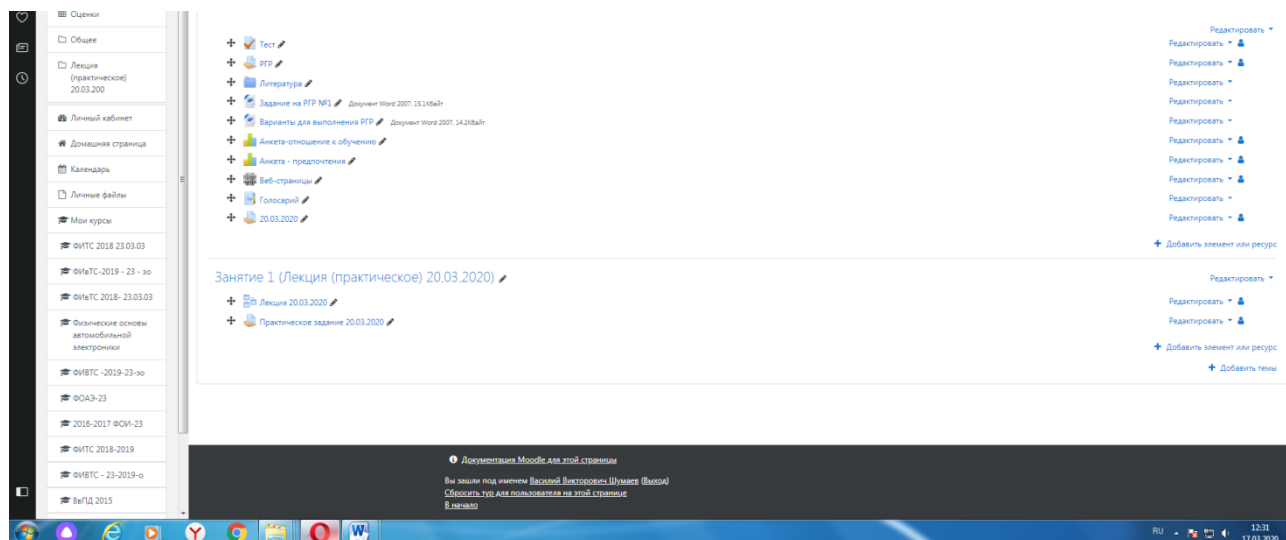 Оценки
Общее
Лекция
(практическое)
20.03.200
Личный кабинет
Домашняя страница
Календарь
Личные файлы
Мои курсы
ФИТС 2018 23.03.03
ФИвТС-2019 - 23 - зо
ФИвТС 2018- 23.03.03
Физические основы
автомобильной
электроники
ФИВТС -2019-23-зо
ФОАЭ-23
2016-2017 ФОИ-23
ФИТС 2018-2019
ФИВТС - 23-2019-о
ВвПД 2015
Редактировать
Тест Редактировать
РГР Редактировать
Литература Редактировать
Задание на РГР №1 Документ Word 2007, 15.1Кбайт Редактировать
Варианты для выполнения РГР Документ Word 2007, 14.2Кбайт Редактировать
Анкета-отношение к обучению Редактировать
Анкета - предпочтения Редактировать
Веб-страницы Редактировать
Голосарий Редактировать
20.03.2020 Редактировать
Добавить элемент или ресурс
Занятие 1 (Лекция (практическое) 20.03.2020) Редактировать
Лекция 20.03.2020 Редактировать
Практическое задание 20.03.2020 Редактировать
Добавить элемент или ресурс
Добавить темы
Документация Moodle для этой страницы
Вы зашли под именем Василий Викторович Шумаев (Выход)
Сбросить тур для пользователя на этой странице
В начало
RU 12:31
17.03.2020